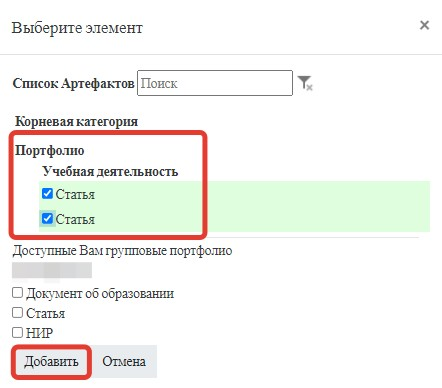 Выберите элемент ×
Список Артефактов Поиск
Корневая категория
Портфолио
Учебная деятельность
Статья
Статья
Доступные Вам групповые портфолио
Документ об образовании
Статья
НИР
Добавить Отмена